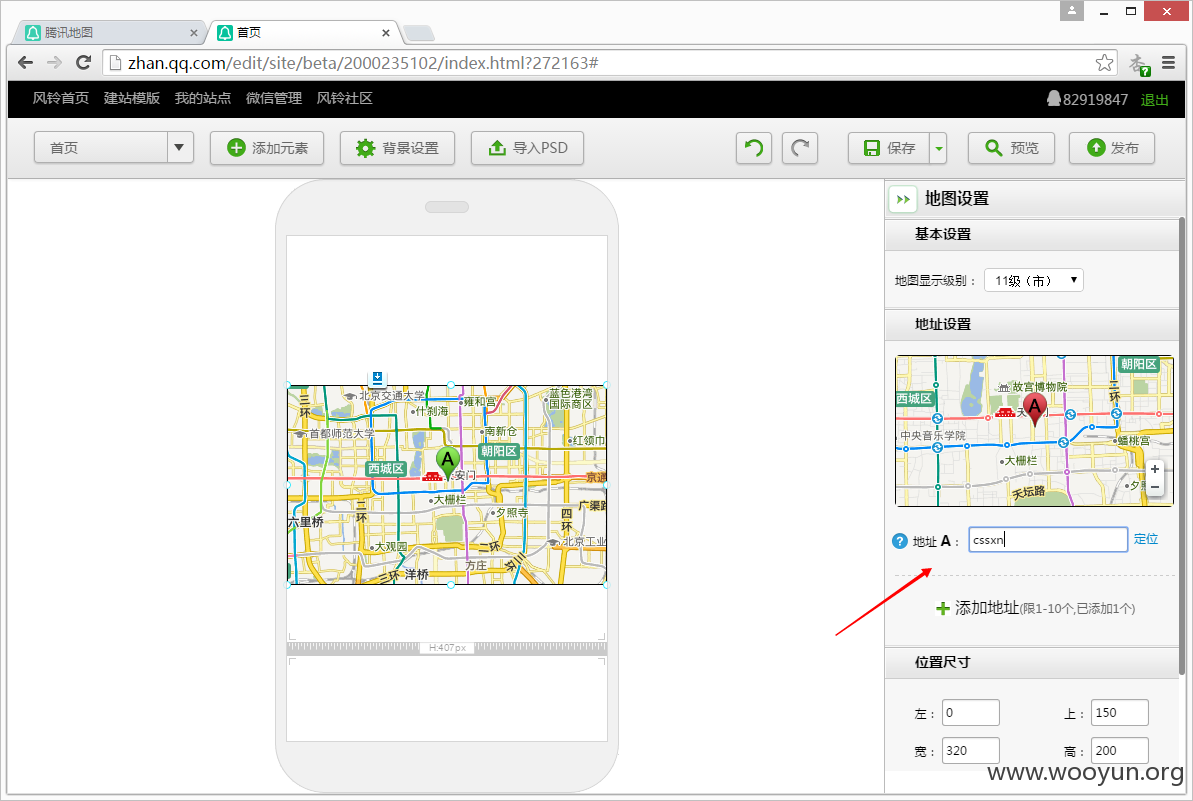 腾讯地图
首页
zhan.qq.com/edit/site/beta/2000235102/index.html?272163#
风铃首页 建站模版 我的站点 微信管理 风铃社区
82919847 退出
首页 添加元素 背景设置 导入PSD 保存 预览 发布
地图设置
基本设置
地图显示级别： 11级（市）
地址设置
朝阳区
故宫博物院
二环
西城区
A
中央音乐学院
蟠桃宫
大栅栏
天坛路
+
−
地址 A： cssxn 定位
添加地址(限1-10个,已添加1个)
位置尺寸
左： 0 上： 150
宽： 320 高： 200
三环
北京交通大学
什刹海
雍和宫
蓝色港湾
国际商区
首都师范大学
南新仓
红领巾
朝阳区
西城区
A
安门
京通
大栅栏
二环
夕照寺
四环
广渠路
六里桥
大观园
二环
北京工业
方庄
三环
洋桥
三环
H:407px
www.wooyun.org